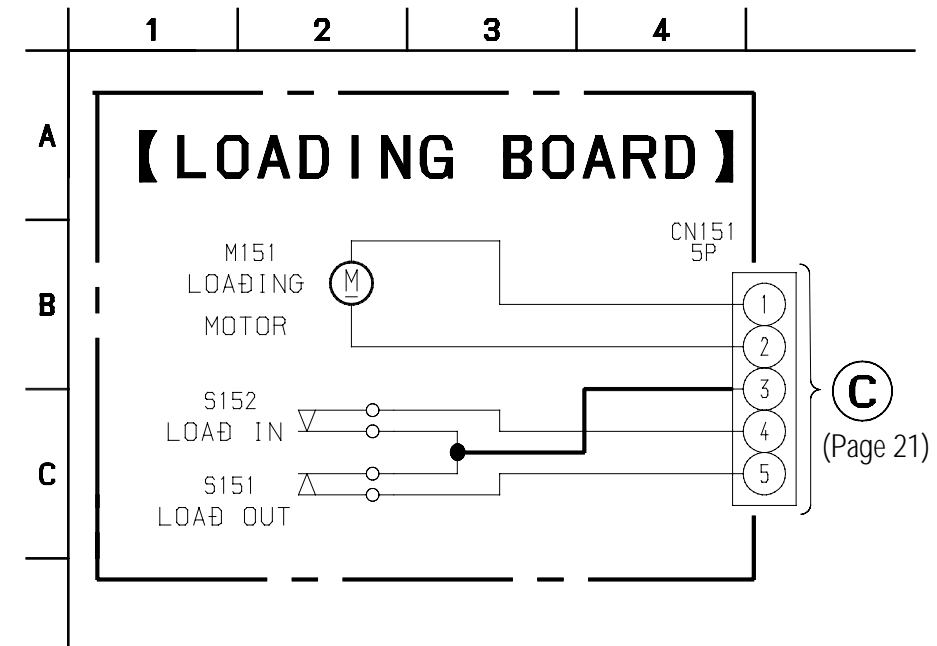 1 2 3 4
A
【LOADING BOARD】
CN151
5P
M151
LOADING
MOTOR
M
B
1
2
3
4
5
C
(Page 21)
S152
LOAD IN
C
S151
LOAD OUT